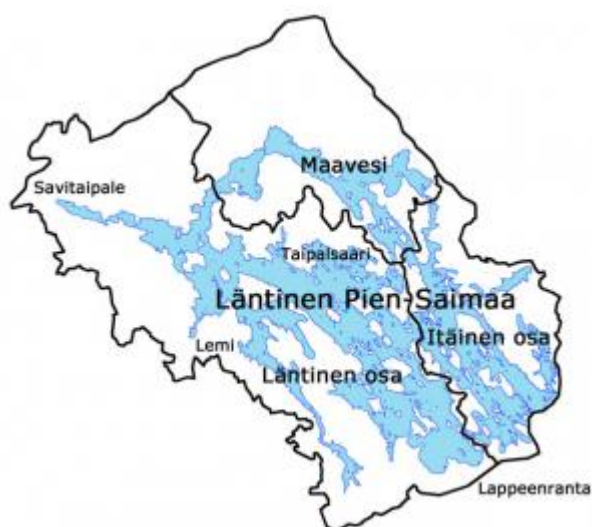 Maavesi
Savitaipale
Taipalsaari
Läntinen Pien-Saimaa
Itäinen osa
Lemi
Läntinen osa
Lappeenranta